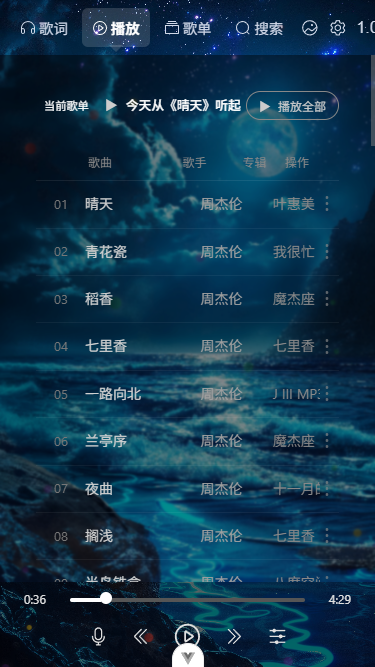 歌词 播放 歌单 搜索 1.0
当前歌单 今天从《晴天》听起 播放全部
歌曲 歌手 专辑 操作
01 晴天 周杰伦 叶惠美
02 青花瓷 周杰伦 我很忙
03 稻香 周杰伦 魔杰座
04 七里香 周杰伦 七里香
05 一路向北 周杰伦 J III MP
06 兰亭序 周杰伦 魔杰座
07 夜曲 周杰伦 十一月
08 搁浅 周杰伦 七里香
0:36 4:29